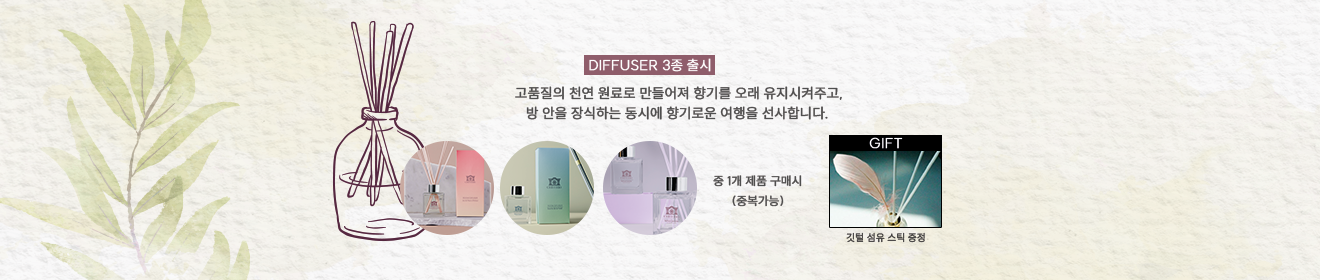 DIFFUSER 3종 출시
고품질의 천연 원료로 만들어져 향기를 오래 유지시켜주고,
방 안을 장식하는 동시에 향기로운 여행을 선사합니다.
중 1개 제품 구매시
(중복가능)
GIFT
깃털 섬유 스틱 증정